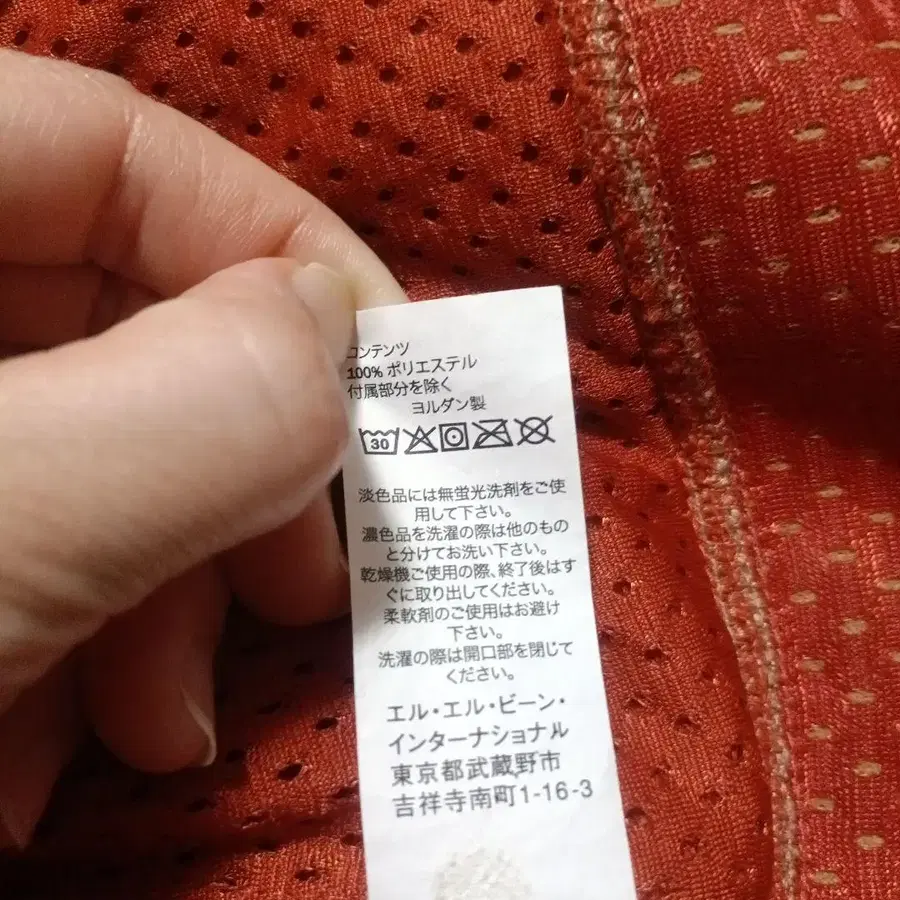 コンテンツ
100% ポリエステル
付属部分を除く
ヨルダン製
30
淡色品には無蛍光洗剤をご使
用して下さい。
濃色品を洗濯の際は他のもの
と分けてお洗い下さい。
乾燥機ご使用の際、終了後はす
ぐに取り出してください。
柔軟剤のご使用はお避け
下さい。
洗濯の際は開口部を閉じて
ください。
エル・エル・ビーン・
インターナショナル
東京都武蔵野市
吉祥寺南町1-16-3